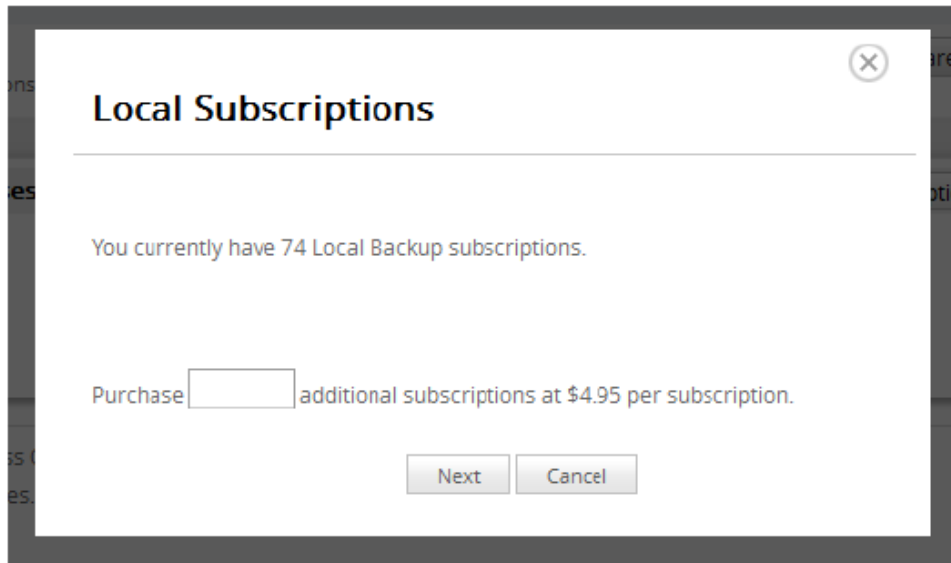 Local Subscriptions
You currently have 74 Local Backup subscriptions.
Purchase additional subscriptions at $4.95 per subscription.
Next Cancel